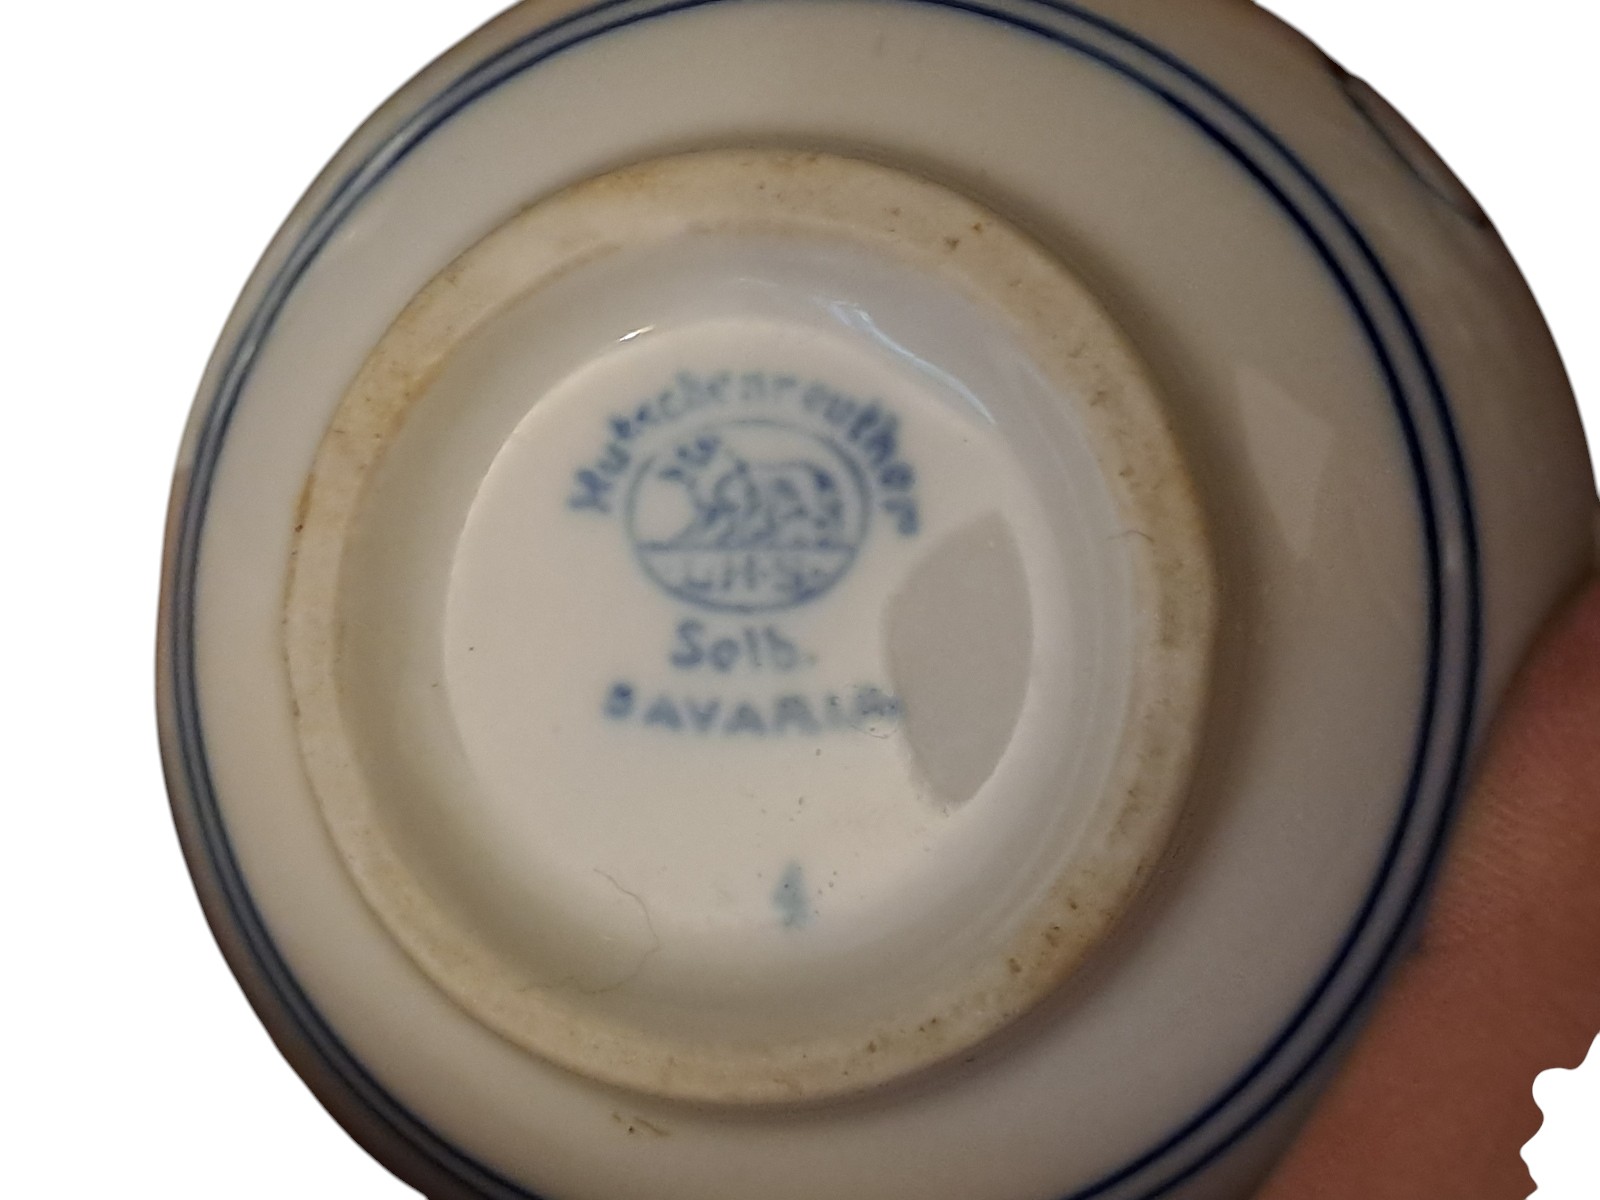 Hutschenreuther
L.H.S.
Selb.
BAVARIA